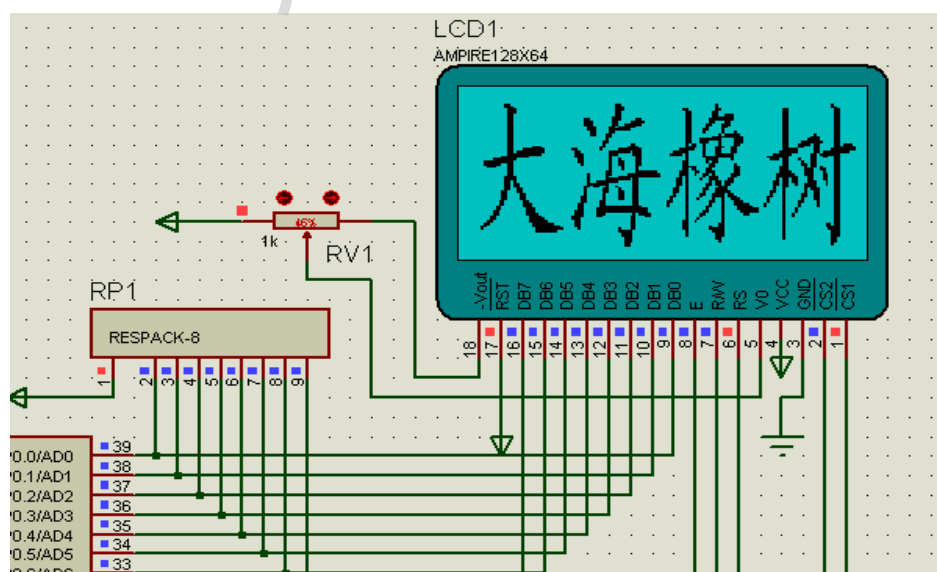 LCD1
AMPIRE128X64
大海橡树
46%
1k
RV1
-Vout RST DB7 DB6 DB5 DB4 DB3 DB2 DB1 DB0 E R/W RS V0 VCC GND CS2 CS1
18 17 16 15 14 13 12 11 10 9 8 7 6 5 4 3 2 1
RP1
RESPACK-8
1 2 3 4 5 6 7 8 9
P0.0/AD0 39
P0.1/AD1 38
P0.2/AD2 37
P0.3/AD3 36
P0.4/AD4 35
P0.5/AD5 34
33